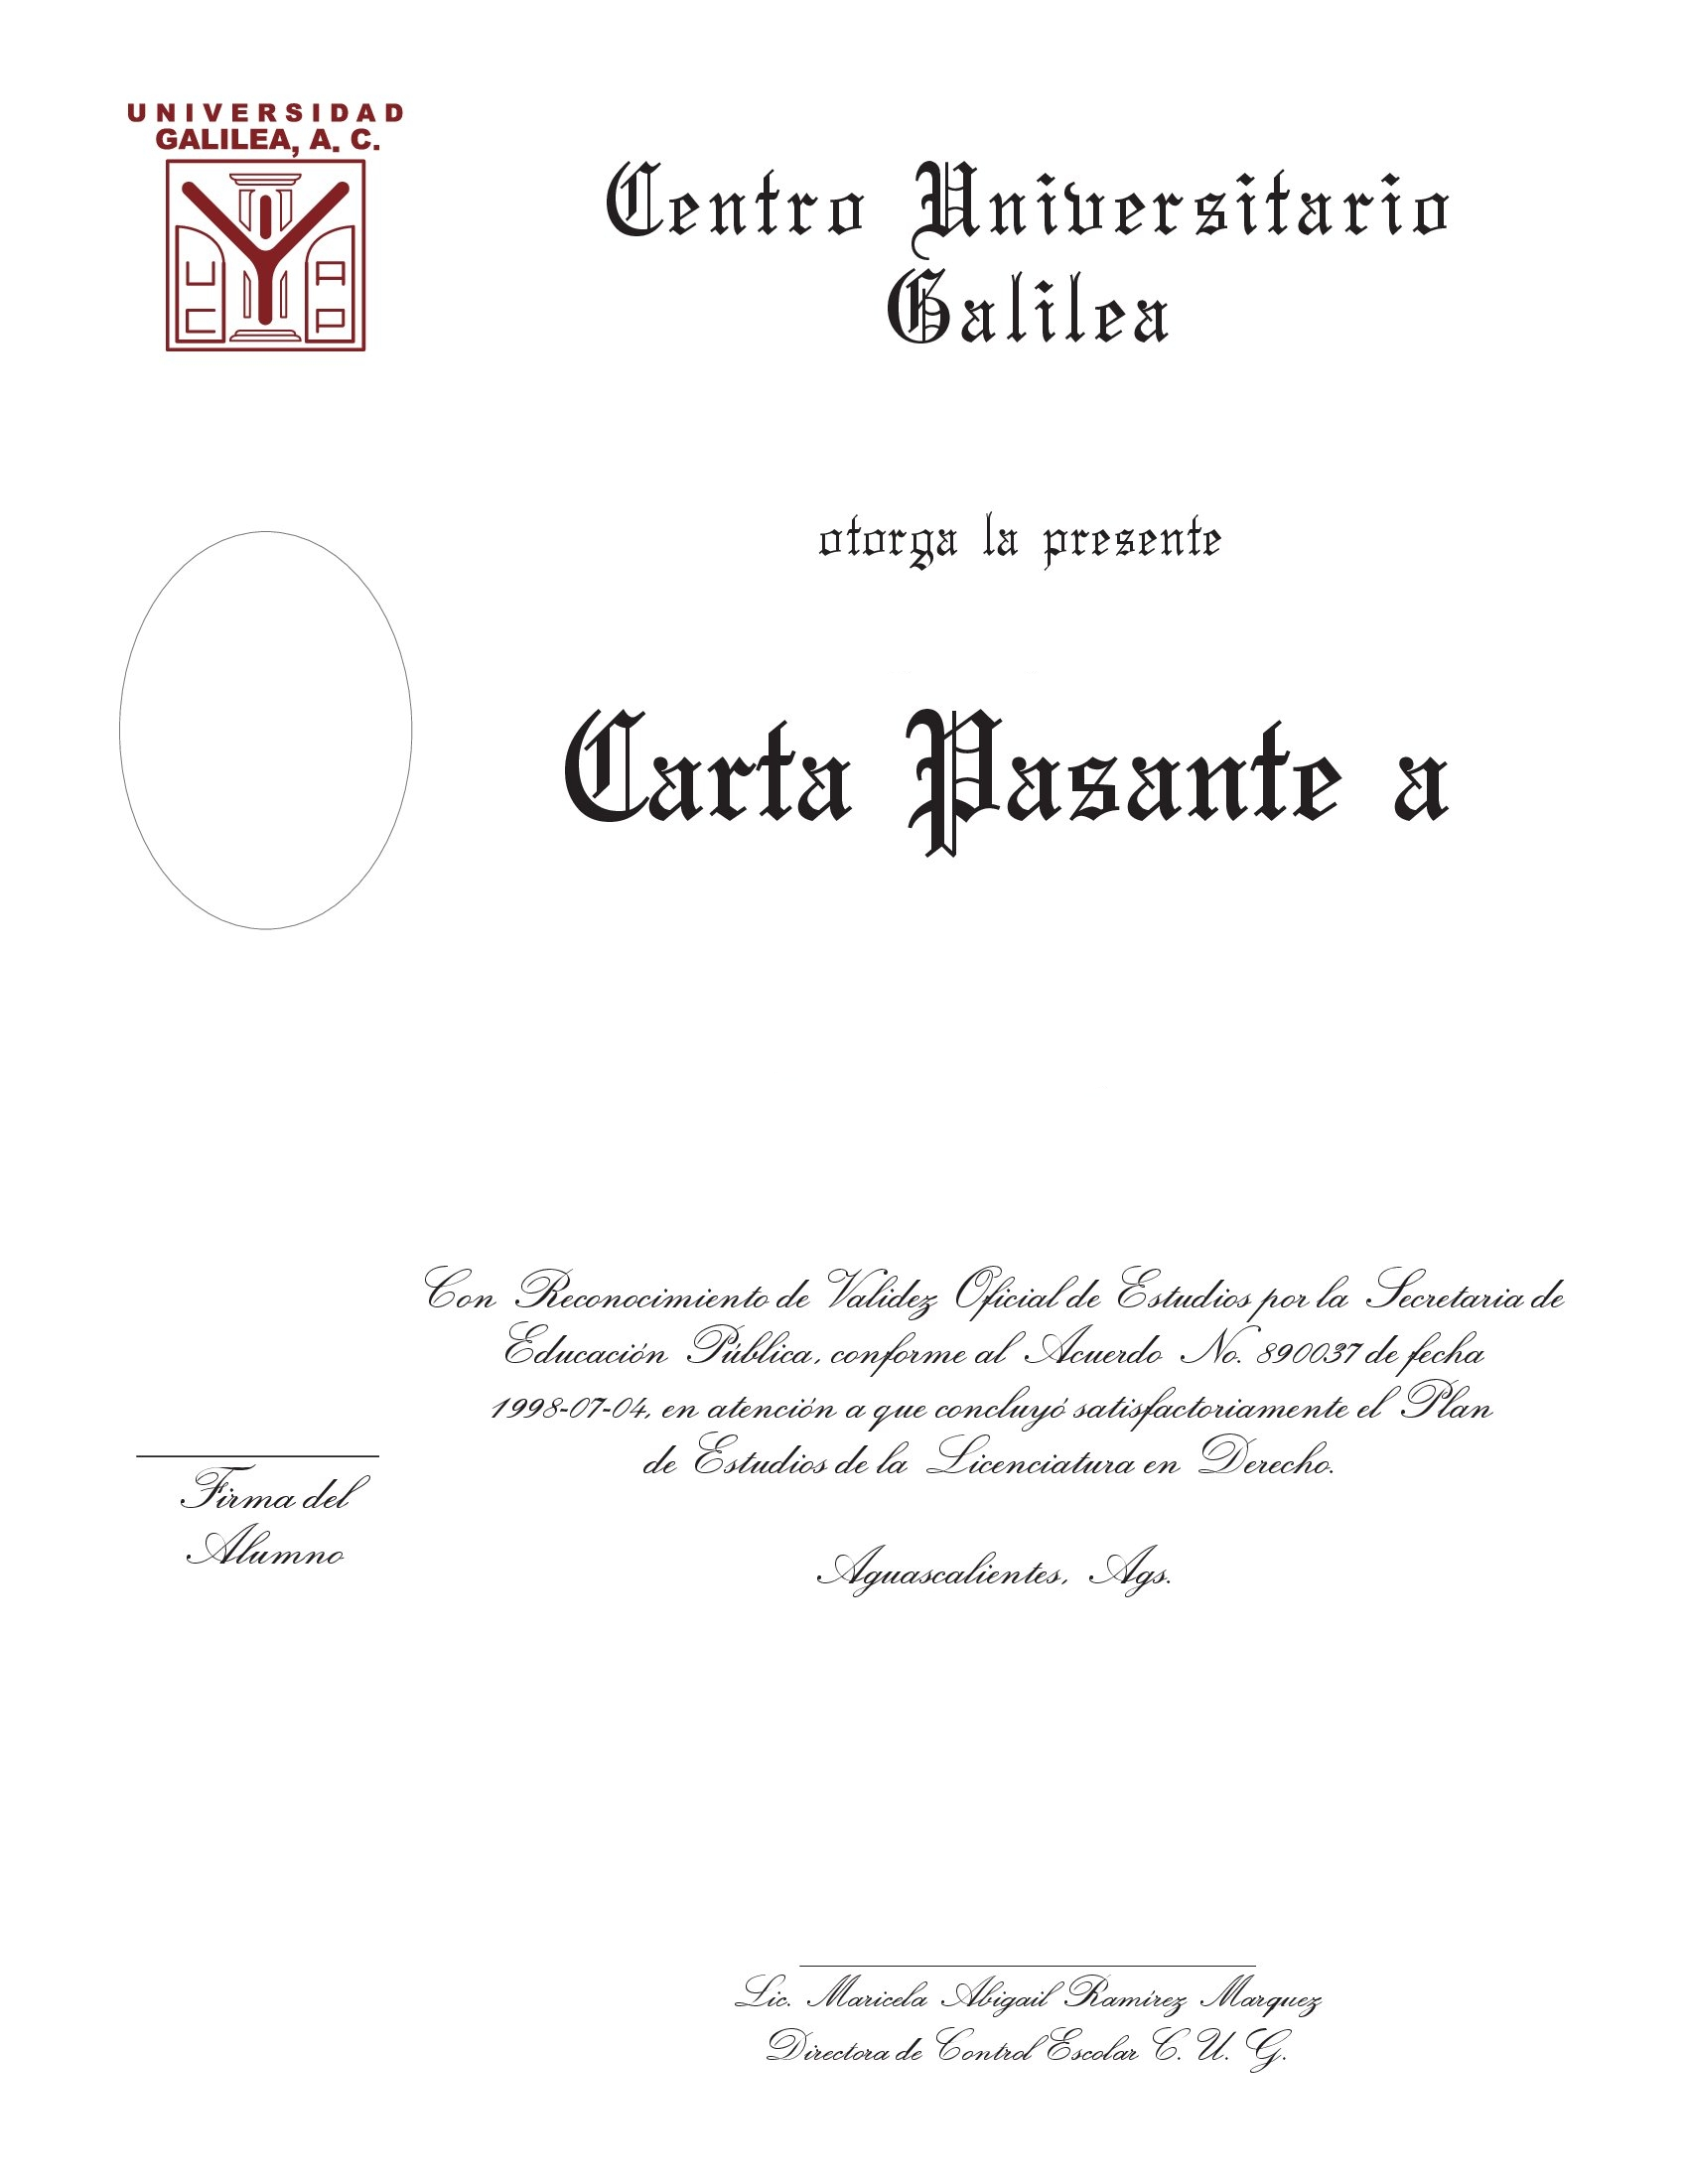 UNIVERSIDAD
GALILEA, A. C.
UC
AP
Centro Universitario
Galilea
otorga la presente
Carta Pasante a
Con Reconocimiento de Validez Oficial de Estudios por la Secretaria de
Educación Pública, conforme al Acuerdo No. 890037 de fecha
1998-07-04, en atención a que concluyó satisfactoriamente el Plan
de Estudios de la Licenciatura en Derecho.
Firma del
Alumno
Aguascalientes, Ags.
Lic. Maricela Abigail Ramírez Marquez
Directora de Control Escolar C. U. G.